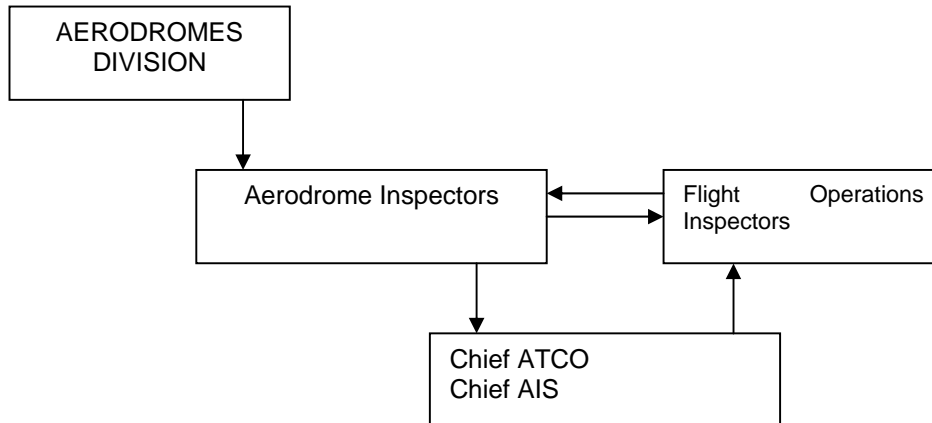 AERODROMES
DIVISION
Aerodrome Inspectors
Flight Operations
Inspectors
Chief ATCO
Chief AIS